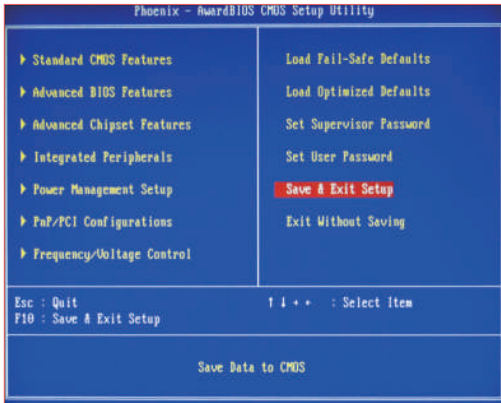 Phoenix - AwardBIOS CMOS Setup Utility
▶ Standard CMOS Features
▶ Advanced BIOS Features
▶ Advanced Chipset Features
▶ Integrated Peripherals
▶ Power Management Setup
▶ PnP/PCI Configurations
▶ Frequency/Voltage Control
Load Fail-Safe Defaults
Load Optimized Defaults
Set Supervisor Password
Set User Password
Save & Exit Setup
Exit Without Saving
Esc : Quit
F10 : Save & Exit Setup
↑ ↓ ← → : Select Item
Save Data to CMOS